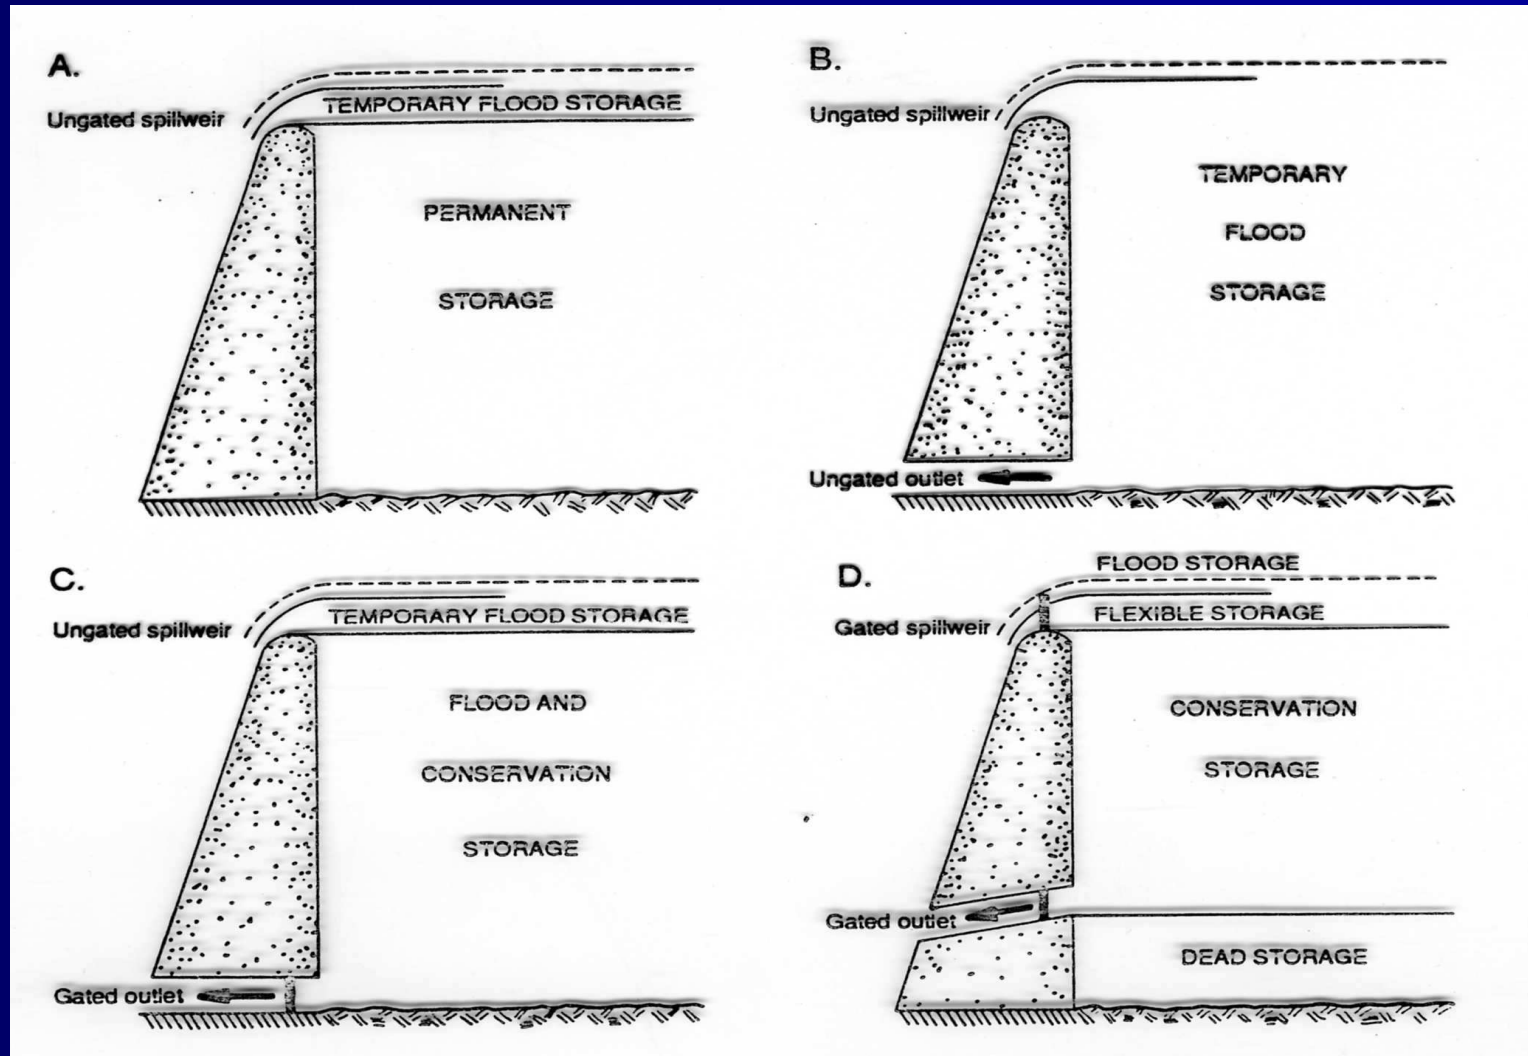 A.
Ungated spillweir
TEMPORARY FLOOD STORAGE
PERMANENT
STORAGE
B.
Ungated spillweir
TEMPORARY
FLOOD
STORAGE
Ungated outlet
C.
Ungated spillweir
TEMPORARY FLOOD STORAGE
FLOOD AND
CONSERVATION
STORAGE
Gated outlet
D.
FLOOD STORAGE
Gated spillweir
FLEXIBLE STORAGE
CONSERVATION
STORAGE
Gated outlet
DEAD STORAGE